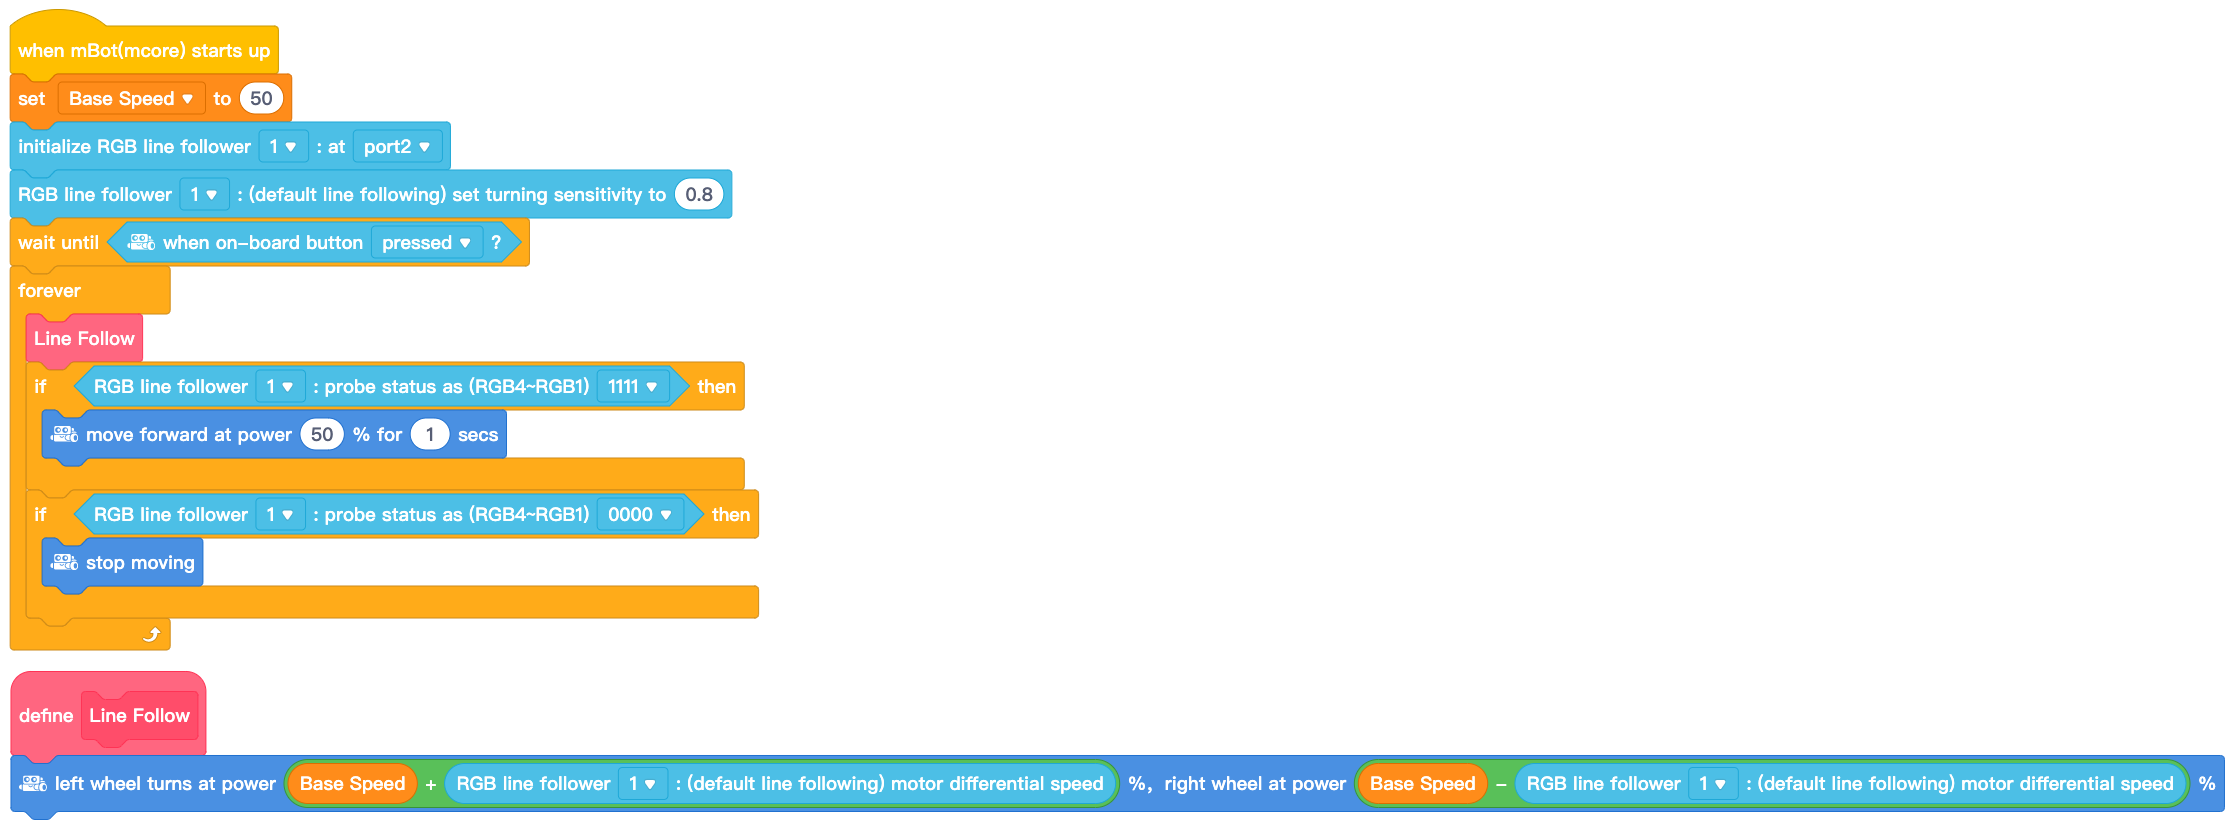 when mBot(mcore) starts up
set Base Speed to 50
initialize RGB line follower 1 : at port2
RGB line follower 1 : (default line following) set turning sensitivity to 0.8
wait until when on-board button pressed ?
forever
Line Follow
if RGB line follower 1 : probe status as (RGB4~RGB1) 1111 then
move forward at power 50 % for 1 secs
if RGB line follower 1 : probe status as (RGB4~RGB1) 0000 then
stop moving
define Line Follow
left wheel turns at power Base Speed + RGB line follower 1 : (default line following) motor differential speed %, right wheel at power Base Speed - RGB line follower 1 : (default line following) motor differential speed %